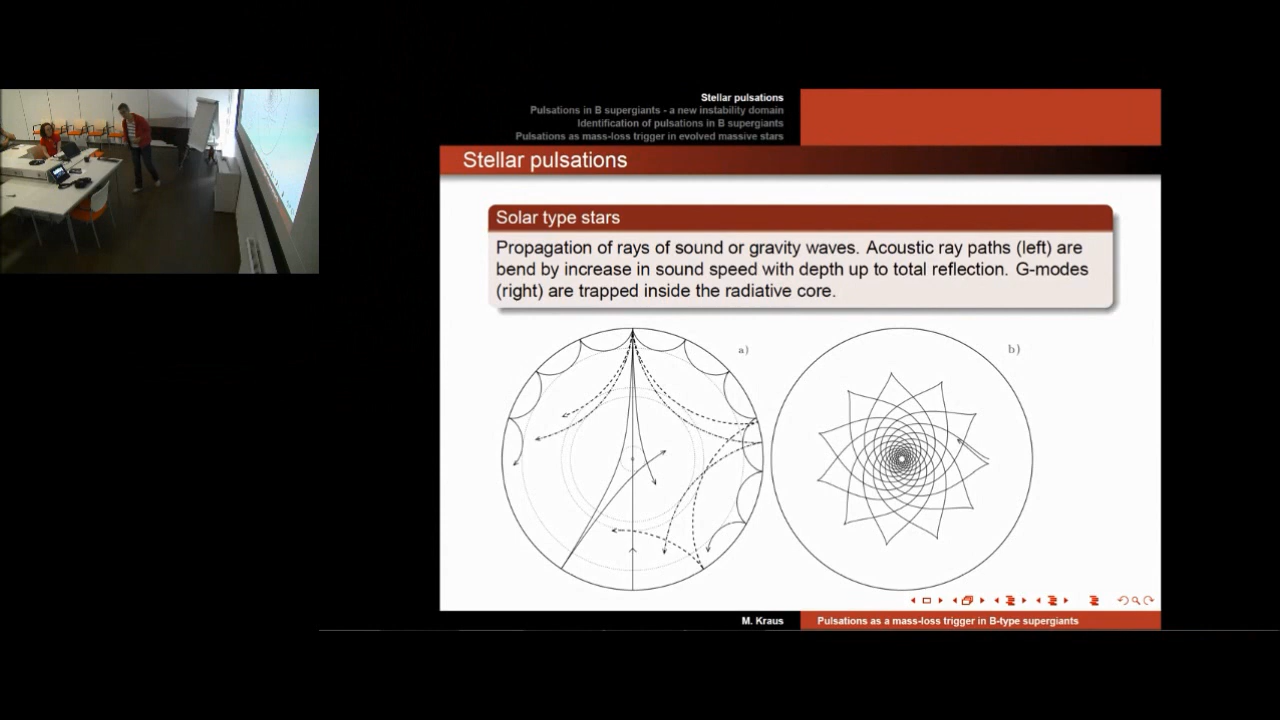 Stellar pulsations
Pulsations in B supergiants - a new instability domain
Identification of pulsations in B supergiants
Pulsations as mass-loss trigger in evolved massive stars
Stellar pulsations
Solar type stars
Propagation of rays of sound or gravity waves. Acoustic ray paths (left) are
bend by increase in sound speed with depth up to total reflection. G-modes
(right) are trapped inside the radiative core.
a)
b)
M. Kraus
Pulsations as a mass-loss trigger in B-type supergiants